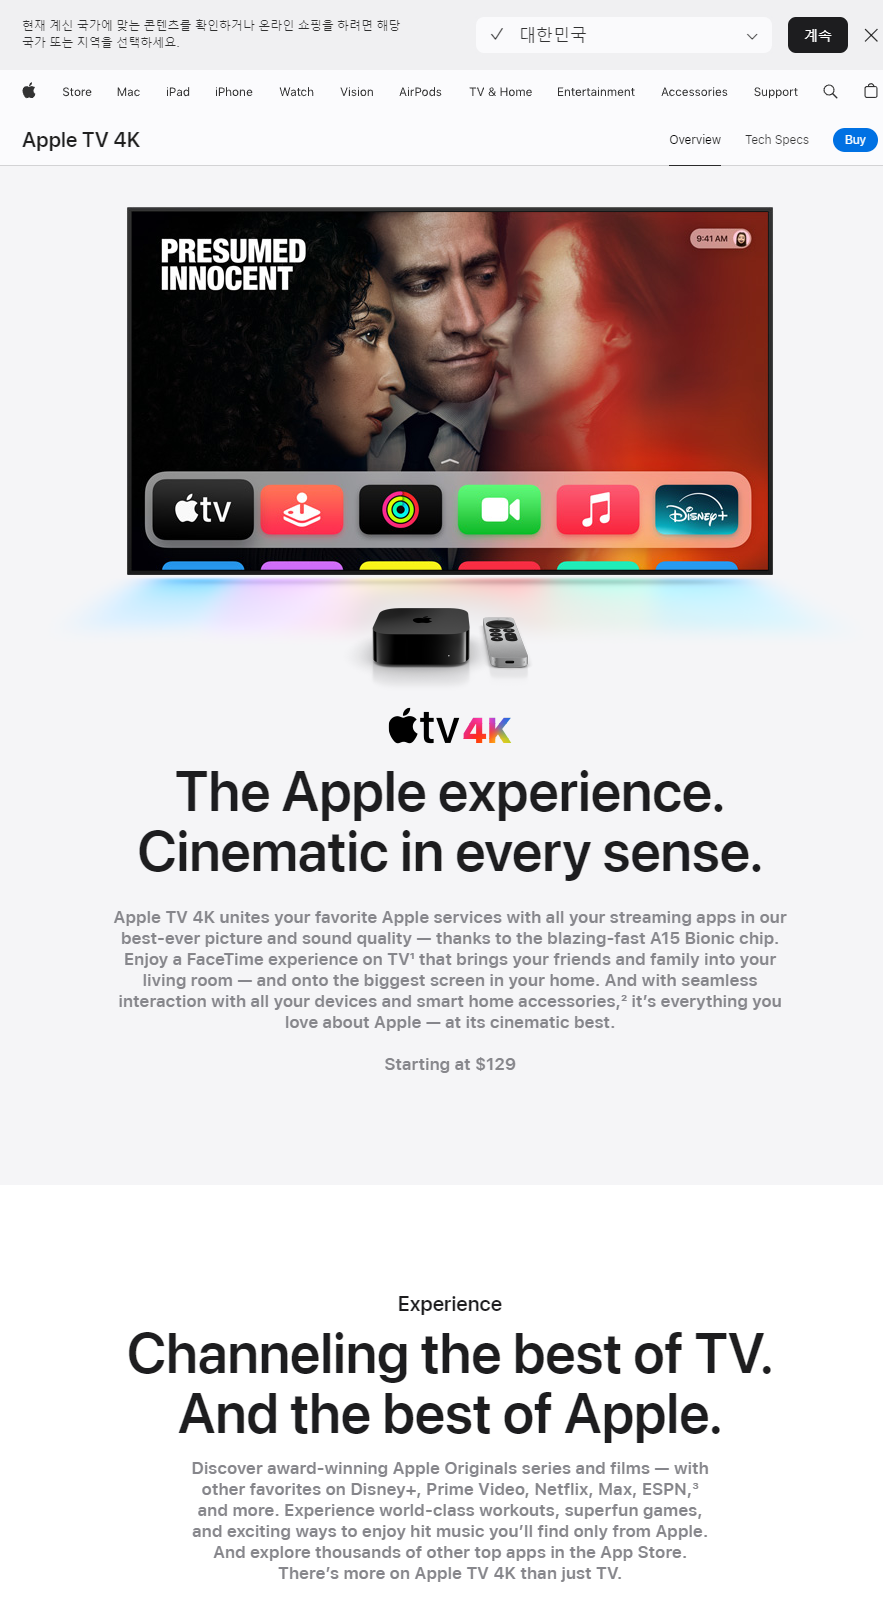 현재 계신 국가에 맞는 콘텐츠를 확인하거나 온라인 쇼핑을 하려면 해당
국가 또는 지역을 선택하세요.
대한민국
계속
Store Mac iPad iPhone Watch Vision AirPods TV & Home Entertainment Accessories Support
Apple TV 4K
Overview Tech Specs Buy
PRESUMED
INNOCENT
9:41 AM
tv
Disney+
tv 4K
The Apple experience.
Cinematic in every sense.
Apple TV 4K unites your favorite Apple services with all your streaming apps in our
best-ever picture and sound quality — thanks to the blazing-fast A15 Bionic chip.
Enjoy a FaceTime experience on TV¹ that brings your friends and family into your
living room — and onto the biggest screen in your home. And with seamless
interaction with all your devices and smart home accessories,² it’s everything you
love about Apple — at its cinematic best.
Starting at $129
Experience
Channeling the best of TV.
And the best of Apple.
Discover award-winning Apple Originals series and films — with
other favorites on Disney+, Prime Video, Netflix, Max, ESPN,³
and more. Experience world-class workouts, superfun games,
and exciting ways to enjoy hit music you’ll find only from Apple.
And explore thousands of other top apps in the App Store.
There’s more on Apple TV 4K than just TV.